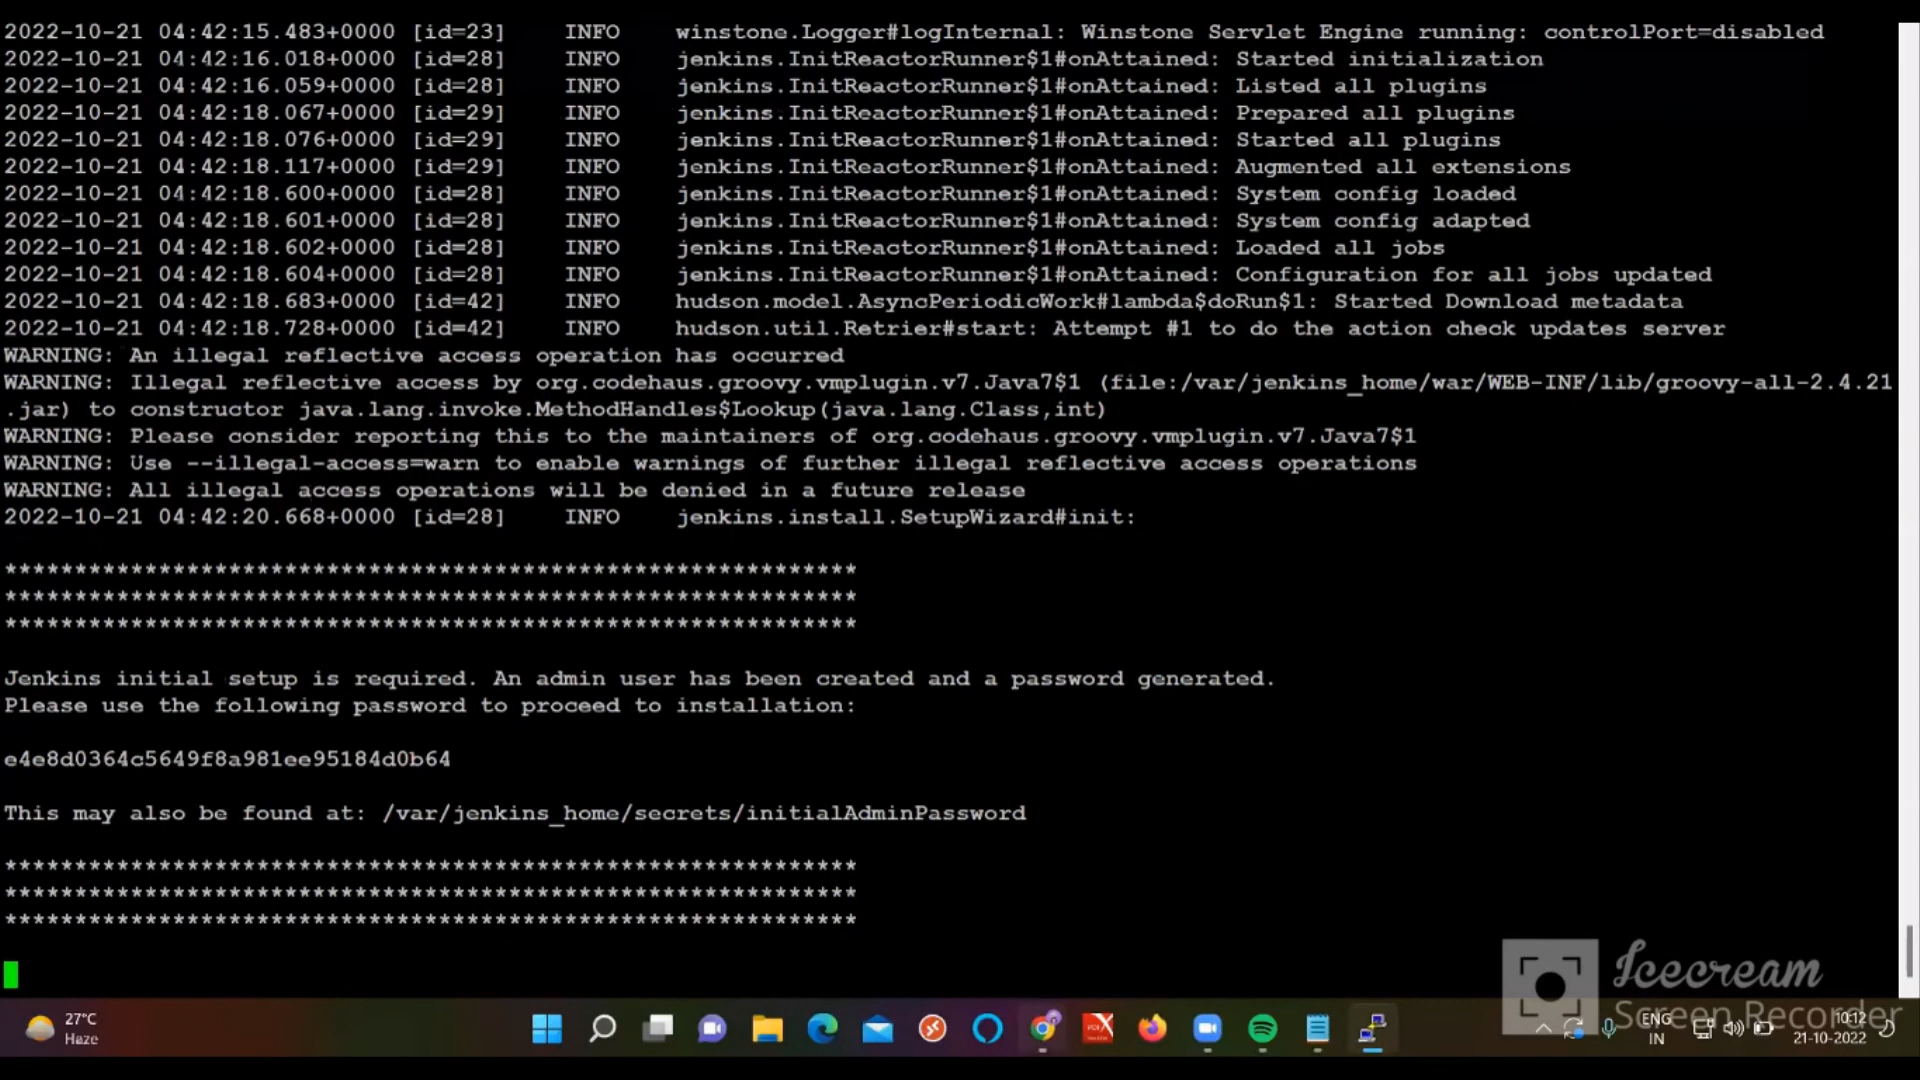 2022-10-21 04:42:15.483+0000 [id=23] INFO winstone.Logger#logInternal: Winstone Servlet Engine running: controlPort=disabled
2022-10-21 04:42:16.018+0000 [id=28] INFO jenkins.InitReactorRunner$1#onAttained: Started initialization
2022-10-21 04:42:16.059+0000 [id=28] INFO jenkins.InitReactorRunner$1#onAttained: Listed all plugins
2022-10-21 04:42:18.067+0000 [id=29] INFO jenkins.InitReactorRunner$1#onAttained: Prepared all plugins
2022-10-21 04:42:18.076+0000 [id=29] INFO jenkins.InitReactorRunner$1#onAttained: Started all plugins
2022-10-21 04:42:18.117+0000 [id=29] INFO jenkins.InitReactorRunner$1#onAttained: Augmented all extensions
2022-10-21 04:42:18.600+0000 [id=28] INFO jenkins.InitReactorRunner$1#onAttained: System config loaded
2022-10-21 04:42:18.601+0000 [id=28] INFO jenkins.InitReactorRunner$1#onAttained: System config adapted
2022-10-21 04:42:18.602+0000 [id=28] INFO jenkins.InitReactorRunner$1#onAttained: Loaded all jobs
2022-10-21 04:42:18.604+0000 [id=28] INFO jenkins.InitReactorRunner$1#onAttained: Configuration for all jobs updated
2022-10-21 04:42:18.683+0000 [id=42] INFO hudson.model.AsyncPeriodicWork#lambda$doRun$1: Started Download metadata
2022-10-21 04:42:18.728+0000 [id=42] INFO hudson.util.Retrier#start: Attempt #1 to do the action check updates server
WARNING: An illegal reflective access operation has occurred
WARNING: Illegal reflective access by org.codehaus.groovy.vmplugin.v7.Java7$1 (file:/var/jenkins_home/war/WEB-INF/lib/groovy-all-2.4.21
.jar) to constructor java.lang.invoke.MethodHandles$Lookup(java.lang.Class,int)
WARNING: Please consider reporting this to the maintainers of org.codehaus.groovy.vmplugin.v7.Java7$1
WARNING: Use --illegal-access=warn to enable warnings of further illegal reflective access operations
WARNING: All illegal access operations will be denied in a future release
2022-10-21 04:42:20.668+0000 [id=28] INFO jenkins.install.SetupWizard#init:
*************************************************************
*************************************************************
*************************************************************
Jenkins initial setup is required. An admin user has been created and a password generated.
Please use the following password to proceed to installation:
e4e8d0364c5649f8a981ee95184d0b64
This may also be found at: /var/jenkins_home/secrets/initialAdminPassword
*************************************************************
*************************************************************
*************************************************************
Icecream
Screen Recorder
27°C
Haze
ENG
IN
10:12
21-10-2022